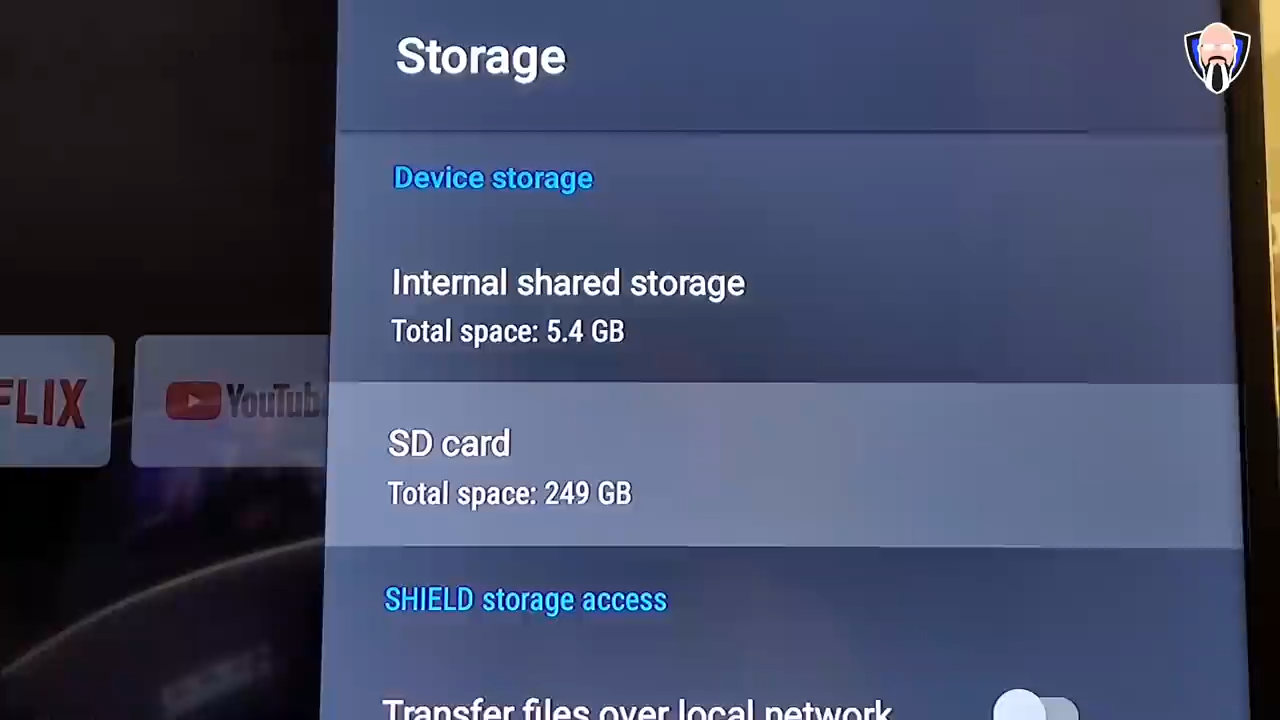 Storage
Device storage
Internal shared storage
Total space: 5.4 GB
FLIX
YouTub
SD card
Total space: 249 GB
SHIELD storage access
Transfer files over local network